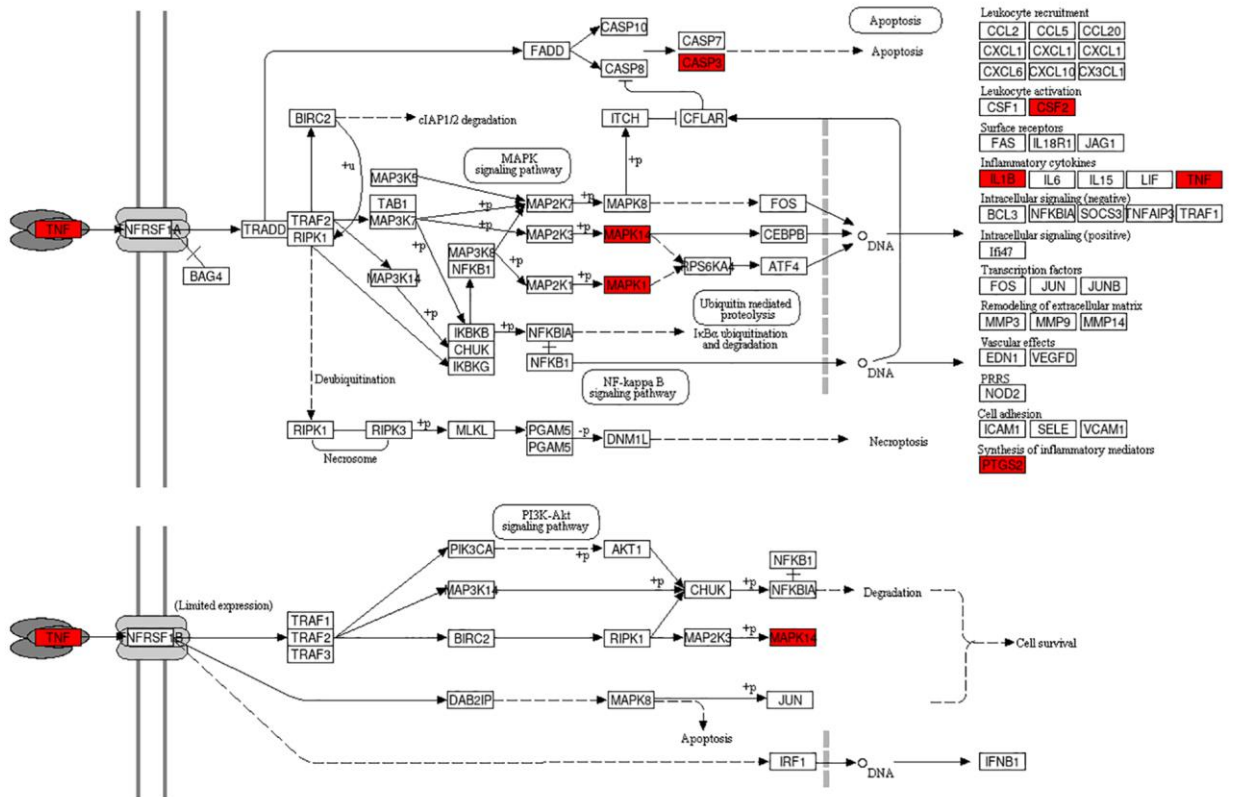 Apoptosis
Leukocyte recruitment
CCL2 CCL5 CCL20
CXCL1 CXCL1 CXCL1
CXCL6 CXCL10 CX3CL1
Leukocyte activation
CSF1 CSF2
Surface receptors
FAS IL18R1 JAG1
Inflammatory cytokines
IL1B IL6 IL15 LIF TNF
Intracellular signaling (negative)
BCL3 NFKBIA SOCS3 TNFAIP3 TRAF1
Intracellular signaling (positive)
Ifi47
Transcription factors
FOS JUN JUNB
Remodeling of extracellular matrix
MMP3 MMP9 MMP14
Vascular effects
EDN1 VEGFD
PRRS
NOD2
Cell adhesion
ICAM1 SELE VCAM1
Synthesis of inflammatory mediators
PTGS2
CASP10
FADD
CASP7
CASP3
Apoptosis
CASP8
BIRC2
cIAP1/2 degradation
ITCH
CFLAR
+u
+p
MAPK
signaling pathway
MAP3K5
TAB1
MAP3K7
+p
MAP2K7
+p
MAPK8
FOS
TNF
NFRSF1A
TRADD
TRAF2
RIPK1
+p
MAP2K3
+p
MAPK14
CEBPB
DNA
BAG4
MAP3K14
+p
MAP3K8
NFKB1
+p
MAP2K1
+p
MAPK1
RPS6KA4
ATF4
+p
IKBKB
CHUK
IKBKG
+p
NFKBIA
NFKB1
Ubiquitin mediated
proteolysis
IκBα ubiquitination
and degradation
DNA
NF-kappa B
signaling pathway
Deubiquitination
RIPK1
RIPK3
+p
MLKL
PGAM5
PGAM5
-p
DNM1L
Necroptosis
Necrosome
PI3K-Akt
signaling pathway
PIK3CA
+p
AKT1
NFKB1
MAP3K14
+p
CHUK
+p
NFKBIA
Degradation
(Limited expression)
TNF
NFRSF1B
TRAF1
TRAF2
TRAF3
BIRC2
RIPK1
MAP2K3
+p
MAPK14
Cell survival
DAB2IP
MAPK8
+p
JUN
Apoptosis
IRF1
DNA
IFNB1